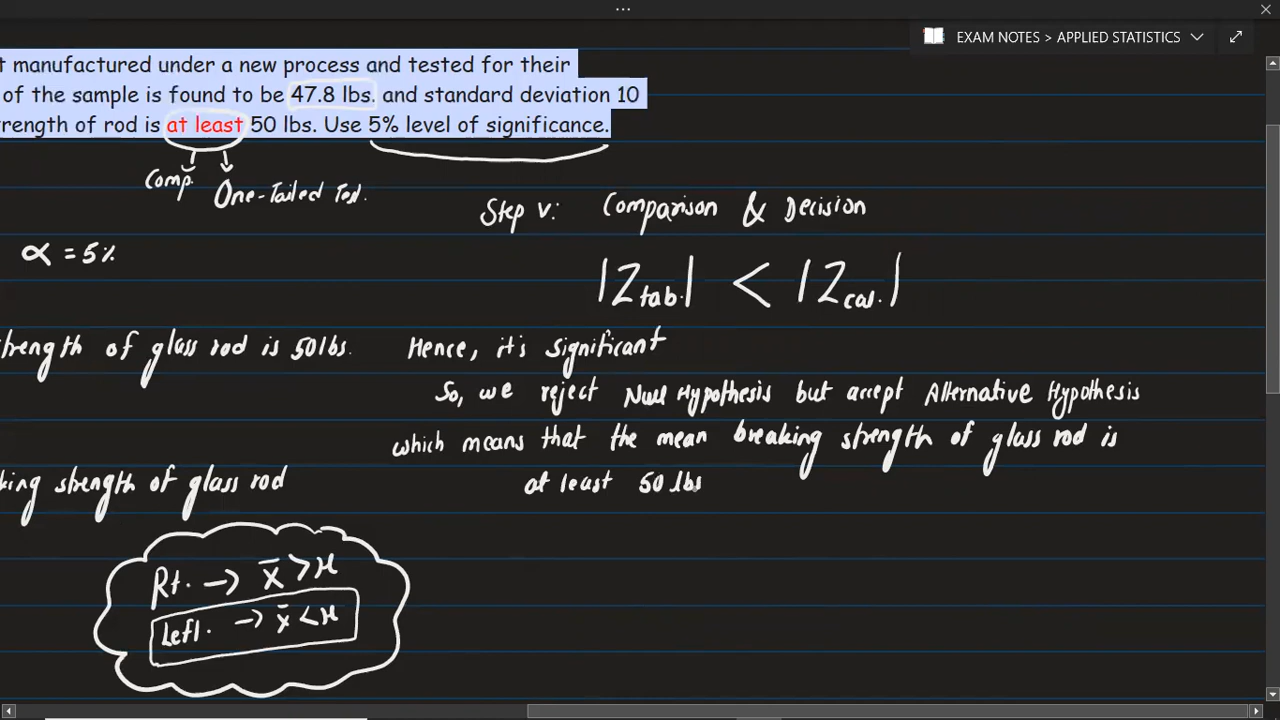 EXAM NOTES > APPLIED STATISTICS
t manufactured under a new process and tested for their
of the sample is found to be 47.8 lbs. and standard deviation 10
rength of rod is at least 50 lbs. Use 5% level of significance.
Comp. One-Tailed Test.
α = 5%
Step V: Comparison & Decision
|Ztab.| < |Zcal.|
trength of glass rod is 50 lbs.
Hence, it's significant
So, we reject Null Hypothesis but accept Alternative Hypothesis
which means that the mean breaking strength of glass rod is
at least 50 lbs
king strength of glass rod
Rt. → x̄ > μ
Left. → x̄ < μ